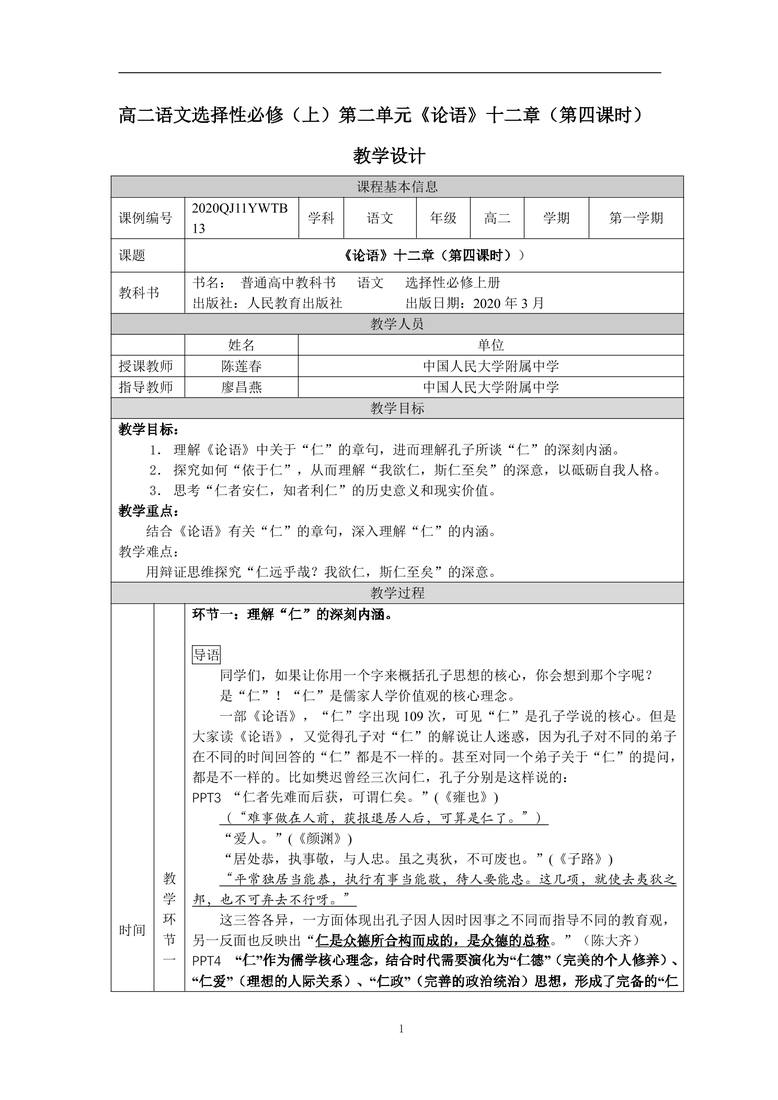 高二语文选择性必修（上）第二单元《论语》十二章（第四课时）
教学设计
课程基本信息
课例编号 2020QJ11YWTB13 学科 语文 年级 高二 学期 第一学期
课题 《论语》十二章（第四课时））
教科书 书名： 普通高中教科书 语文 选择性必修上册
出版社：人民教育出版社 出版日期：2020 年 3 月
教学人员
姓名 单位
授课教师 陈莲春 中国人民大学附属中学
指导教师 廖昌燕 中国人民大学附属中学
教学目标
教学目标：
1． 理解《论语》中关于“仁”的章句，进而理解孔子所谈“仁”的深刻内涵。
2． 探究如何“依于仁”，从而理解“我欲仁，斯仁至矣”的深意，以砥砺自我人格。
3． 思考“仁者安仁，知者利仁”的历史意义和现实价值。
教学重点：
结合《论语》有关“仁”的章句，深入理解“仁”的内涵。
教学难点：
用辩证思维探究“仁远乎哉？我欲仁，斯仁至矣”的深意。
教学过程
时间
教学环节一
环节一：理解“仁”的深刻内涵。
导语
同学们，如果让你用一个字来概括孔子思想的核心，你会想到那个字呢？
是“仁”！“仁”是儒家人学价值观的核心理念。
一部《论语》，“仁”字出现 109 次，可见“仁”是孔子学说的核心。但是
大家读《论语》，又觉得孔子对“仁”的解说让人迷惑，因为孔子对不同的弟子
在不同的时间回答的“仁”都是不一样的。甚至对同一个弟子关于“仁”的提问，
都是不一样的。比如樊迟曾经三次问仁，孔子分别是这样说的：
PPT3 “仁者先难而后获，可谓仁矣。”(《雍也》)
（“难事做在人前，获报退居人后，可算是仁了。”）
“爱人。”(《颜渊》)
“居处恭，执事敬，与人忠。虽之夷狄，不可废也。”(《子路》)
“平常独居当能恭，执行有事当能敬，待人要能忠。这几项，就使去夷狄之
邦，也不可弃去不行呀。”
这三答各异，一方面体现出孔子因人因时因事之不同而指导不同的教育观，
另一反面也反映出“仁是众德所合构而成的，是众德的总称。”（陈大齐）
PPT4 “仁”作为儒学核心理念，结合时代需要演化为“仁德”（完美的个人修养）、
“仁爱”（理想的人际关系）、“仁政”（完善的政治统治）思想，形成了完备的“仁
1